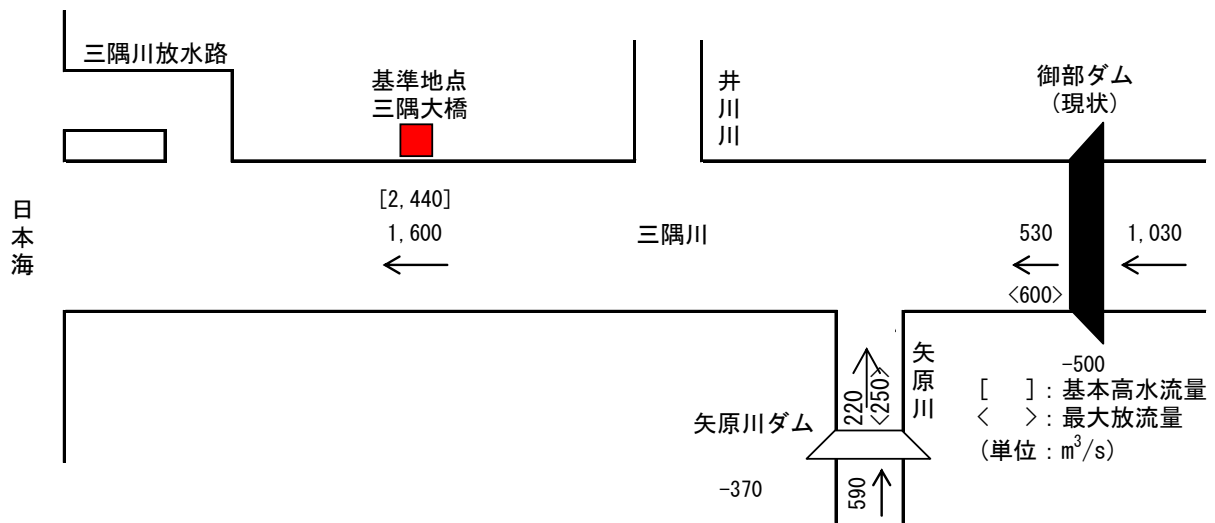 三隅川放水路
基準地点
三隅大橋
井川川
御部ダム
(現状)
[2,440]
1,600
三隅川
530
<600>
1,030
日本海
-500
矢原川
220
<250>
矢原川ダム
-370
590
[ ]:基本高水流量
< >:最大放流量
(単位:m³/s)